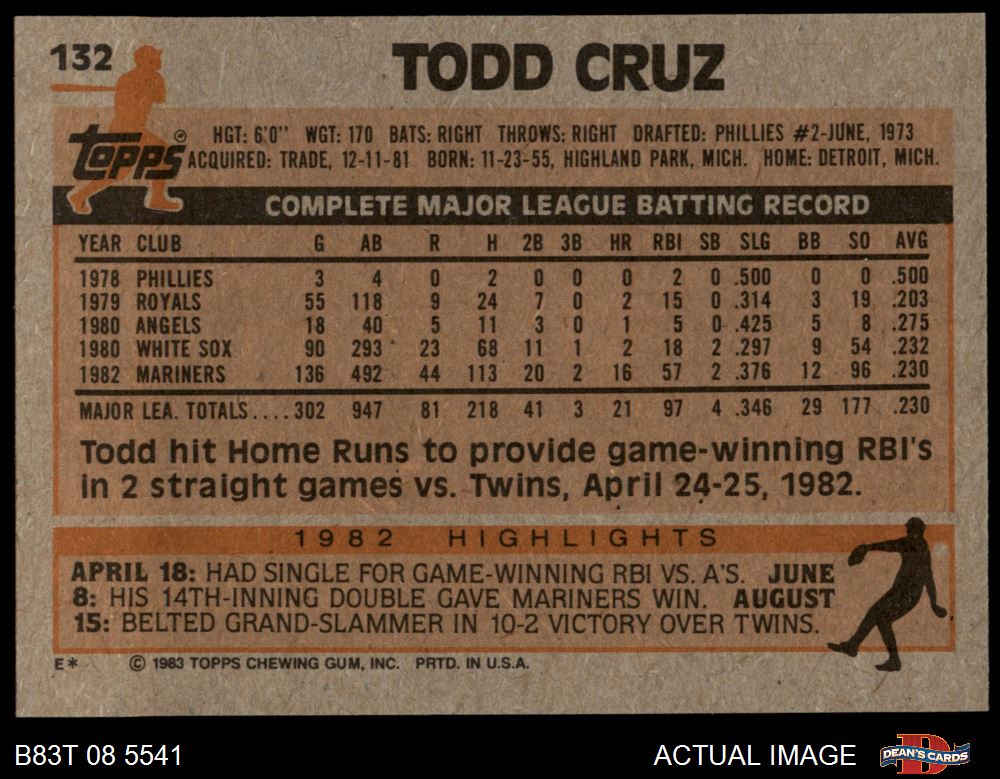 132
TODD CRUZ
topps®
HGT: 6'0" WGT: 170 BATS: RIGHT THROWS: RIGHT DRAFTED: PHILLIES #2-JUNE, 1973
ACQUIRED: TRADE, 12-11-81 BORN: 11-23-55, HIGHLAND PARK, MICH. HOME: DETROIT, MICH.
COMPLETE MAJOR LEAGUE BATTING RECORD
YEAR CLUB G AB R H 2B 3B HR RBI SB SLG BB SO AVG
1978 PHILLIES 3 4 0 2 0 0 0 2 0 .500 0 0 .500
1979 ROYALS 55 118 9 24 7 0 2 15 0 .314 3 19 .203
1980 ANGELS 18 40 5 11 3 0 1 5 0 .425 5 8 .275
1980 WHITE SOX 90 293 23 68 11 1 2 18 2 .297 9 54 .232
1982 MARINERS 136 492 44 113 20 2 16 57 2 .376 12 96 .230
MAJOR LEA. TOTALS....302 947 81 218 41 3 21 97 4 .346 29 177 .230
Todd hit Home Runs to provide game-winning RBI's
in 2 straight games vs. Twins, April 24-25, 1982.
1982 HIGHLIGHTS
APRIL 18: HAD SINGLE FOR GAME-WINNING RBI VS. A'S. JUNE
8: HIS 14TH-INNING DOUBLE GAVE MARINERS WIN. AUGUST
15: BELTED GRAND-SLAMMER IN 10-2 VICTORY OVER TWINS.
E* © 1983 TOPPS CHEWING GUM, INC. PRTD. IN U.S.A.
B83T 08 5541 ACTUAL IMAGE DEAN'S CARDS